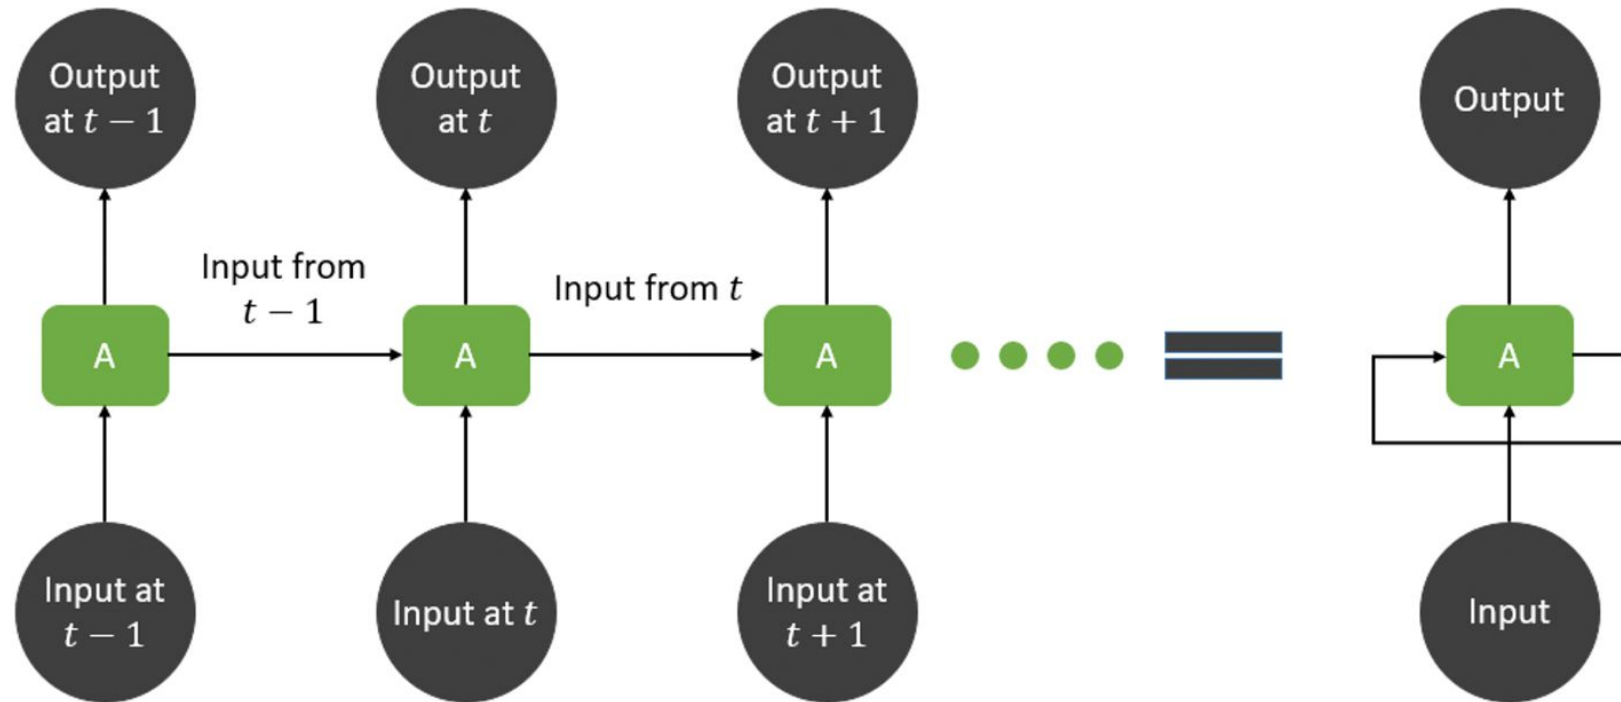 Output
at t − 1
Output
at t
Output
at t + 1
Output
Input from
t − 1
Input from t
A
A
A
A
Input at
t − 1
Input at t
Input at
t + 1
Input